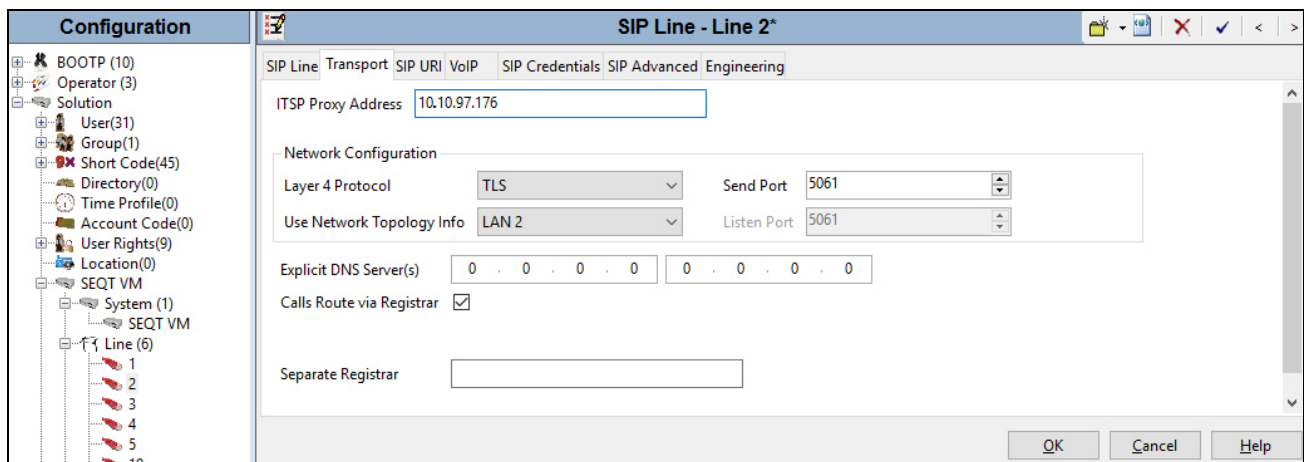 Configuration
BOOTP (10)
Operator (3)
Solution
User(31)
Group(1)
Short Code(45)
Directory(0)
Time Profile(0)
Account Code(0)
User Rights(9)
Location(0)
SEQT VM
System (1)
SEQT VM
Line (6)
1
2
3
4
5
10
SIP Line - Line 2*
SIP Line Transport SIP URI VoIP SIP Credentials SIP Advanced Engineering
ITSP Proxy Address 10.10.97.176
Network Configuration
Layer 4 Protocol TLS Send Port 5061
Use Network Topology Info LAN 2 Listen Port 5061
Explicit DNS Server(s) 0 . 0 . 0 . 0 0 . 0 . 0 . 0
Calls Route via Registrar
Separate Registrar
OK Cancel Help